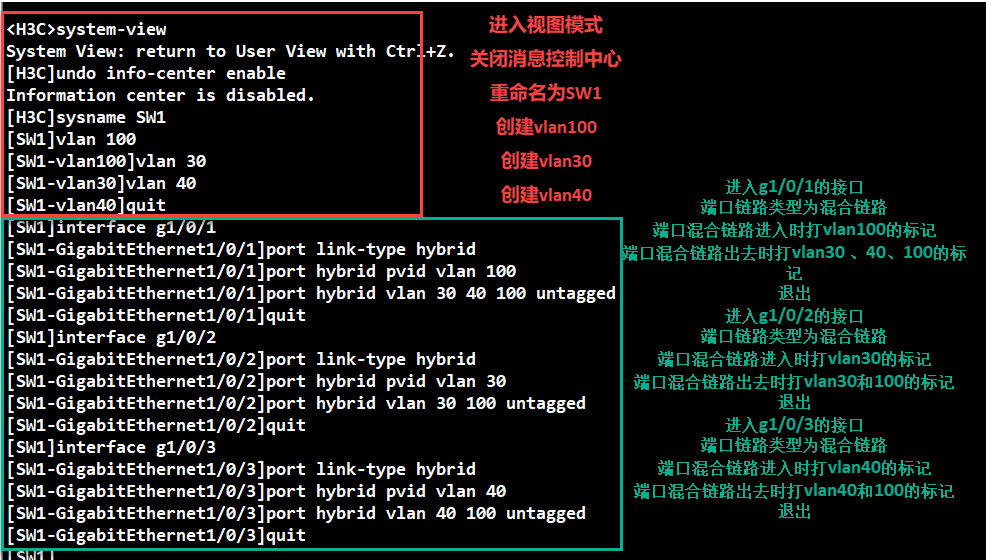 <H3C>system-view
System View: return to User View with Ctrl+Z.
[H3C]undo info-center enable
Information center is disabled.
[H3C]sysname SW1
[SW1]vlan 100
[SW1-vlan100]vlan 30
[SW1-vlan30]vlan 40
[SW1-vlan40]quit
进入视图模式
关闭消息控制中心
重命名为SW1
创建vlan100
创建vlan30
创建vlan40
[SW1]interface g1/0/1
[SW1-GigabitEthernet1/0/1]port link-type hybrid
[SW1-GigabitEthernet1/0/1]port hybrid pvid vlan 100
[SW1-GigabitEthernet1/0/1]port hybrid vlan 30 40 100 untagged
[SW1-GigabitEthernet1/0/1]quit
[SW1]interface g1/0/2
[SW1-GigabitEthernet1/0/2]port link-type hybrid
[SW1-GigabitEthernet1/0/2]port hybrid pvid vlan 30
[SW1-GigabitEthernet1/0/2]port hybrid vlan 30 100 untagged
[SW1-GigabitEthernet1/0/2]quit
[SW1]interface g1/0/3
[SW1-GigabitEthernet1/0/3]port link-type hybrid
[SW1-GigabitEthernet1/0/3]port hybrid pvid vlan 40
[SW1-GigabitEthernet1/0/3]port hybrid vlan 40 100 untagged
[SW1-GigabitEthernet1/0/3]quit
[SW1]
进入g1/0/1的接口
端口链路类型为混合链路
端口混合链路进入时打vlan100的标记
端口混合链路出去时打vlan30 、40、100的标
记
退出
进入g1/0/2的接口
端口链路类型为混合链路
端口混合链路进入时打vlan30的标记
端口混合链路出去时打vlan30和100的标记
退出
进入g1/0/3的接口
端口链路类型为混合链路
端口混合链路进入时打vlan40的标记
端口混合链路出去时打vlan40和100的标记
退出